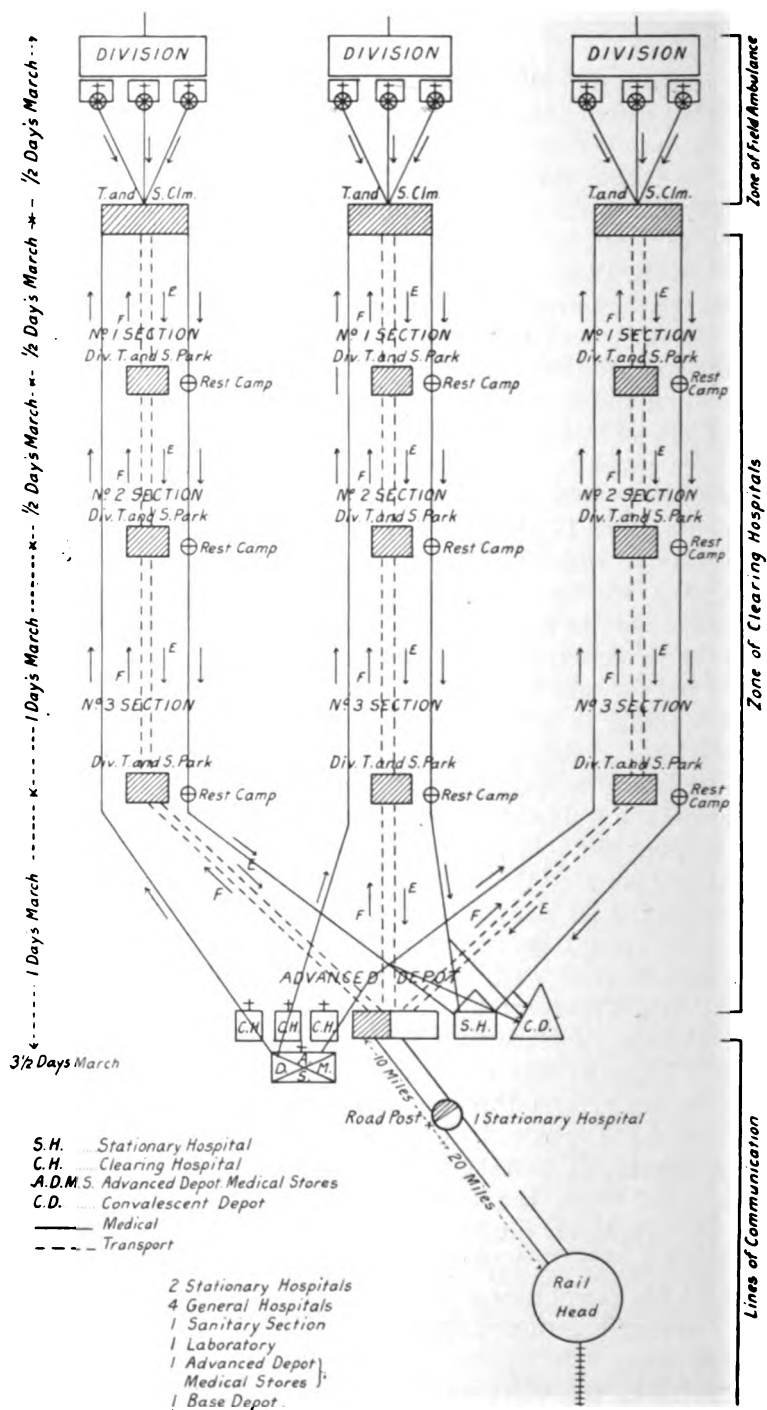 DIVISION
DIVISION
DIVISION
T. and S. Clm.
T. and S. Clm.
T. and S. Clm.
F E
F E
F E
Nº 1 SECTION
Nº 1 SECTION
Nº 1 SECTION
Div. T. and S. Park
Div. T. and S. Park
Div. T. and S. Park
Rest Camp
Rest Camp
Rest
Camp
F E
F E
F E
Nº 2 SECTION
Nº 2 SECTION
Nº 2 SECTION
Div. T. and S. Park
Div. T. and S. Park
Div. T. and S. Park
Rest Camp
Rest Camp
Rest
Camp
F E
F E
F E
Nº 3 SECTION
Nº 3 SECTION
Nº 3 SECTION
Div. T. and S. Park
Div. T. and S. Park
Div. T. and S. Park
Rest Camp
Rest Camp
Rest
Camp
F E
F E
F E
ADVANCED DEPOT
C.H. C.H. C.H.
S.H.
C.D.
A.
D. M.
S.
10 Miles
Road Post
1 Stationary Hospital
20 Miles
Rail
Head
1/2 Day's March
1/2 Day's March
1/2 Day's March
1 Day's March
1 Days March
3 1/2 Days March
Zone of Field Ambulance
Zone of Clearing Hospitals
Lines of Communication
S.H. Stationary Hospital
C.H. Clearing Hospital
A.D.M.S. Advanced Depot Medical Stores
C.D. Convalescent Depot
Medical
Transport
2 Stationary Hospitals
4 General Hospitals
1 Sanitary Section
1 Laboratory
1 Advanced Depot
Medical Stores
1 Base Depot.